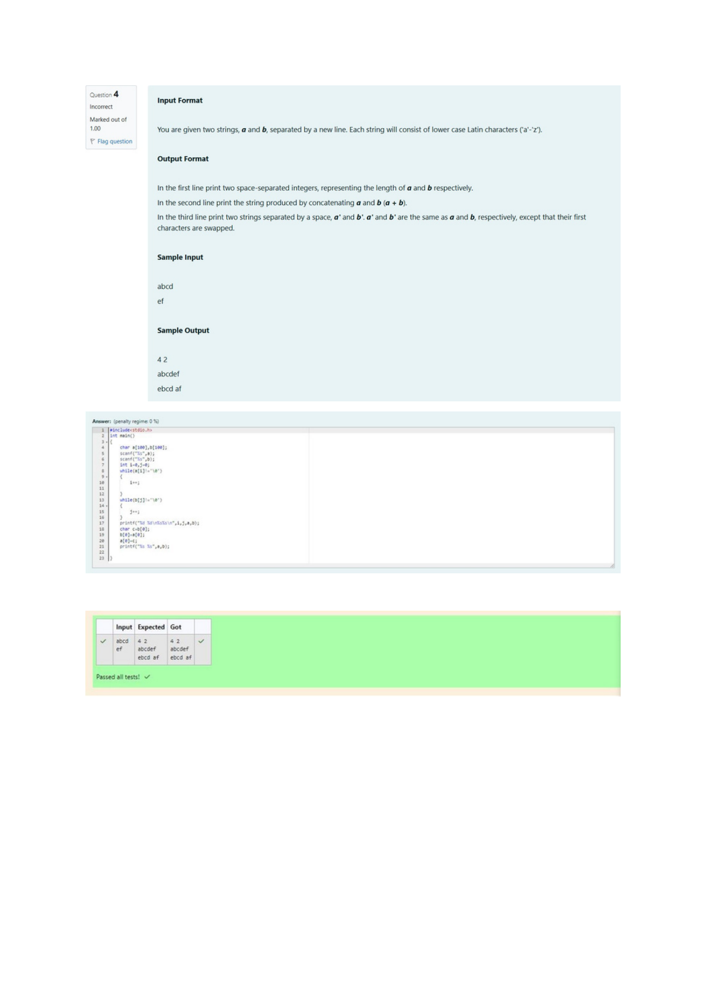 Question 4
Incorrect
Marked out of
1.00
Flag question
Input Format
You are given two strings, a and b, separated by a new line. Each string will consist of lower case Latin characters ('a'-'z').
Output Format
In the first line print two space-separated integers, representing the length of a and b respectively.
In the second line print the string produced by concatenating a and b (a + b).
In the third line print two strings separated by a space, a' and b'. a' and b' are the same as a and b, respectively, except that their first
characters are swapped.
Sample Input
abcd
ef
Sample Output
4 2
abcdef
ebcd af
Answer: (penalty regime: 0 %)
1 #include<stdio.h>
2 int main()
3 {
4 char a[100],b[100];
5 scanf("%s",a);
6 scanf("%s",b);
7 int i=0,j=0;
8 while(a[i]!='\0')
9 {
10 i++;
11
12 }
13 while(b[j]!='\0')
14 {
15 j++;
16 }
17 printf("%d %d\n%s%s\n",i,j,a,b);
18 char c=b[0];
19 b[0]=a[0];
20 a[0]=c;
21 printf("%s %s",a,b);
22
23 }
Input Expected Got
abcd 4 2 4 2
ef abcdef abcdef
ebcd af ebcd af
Passed all tests!